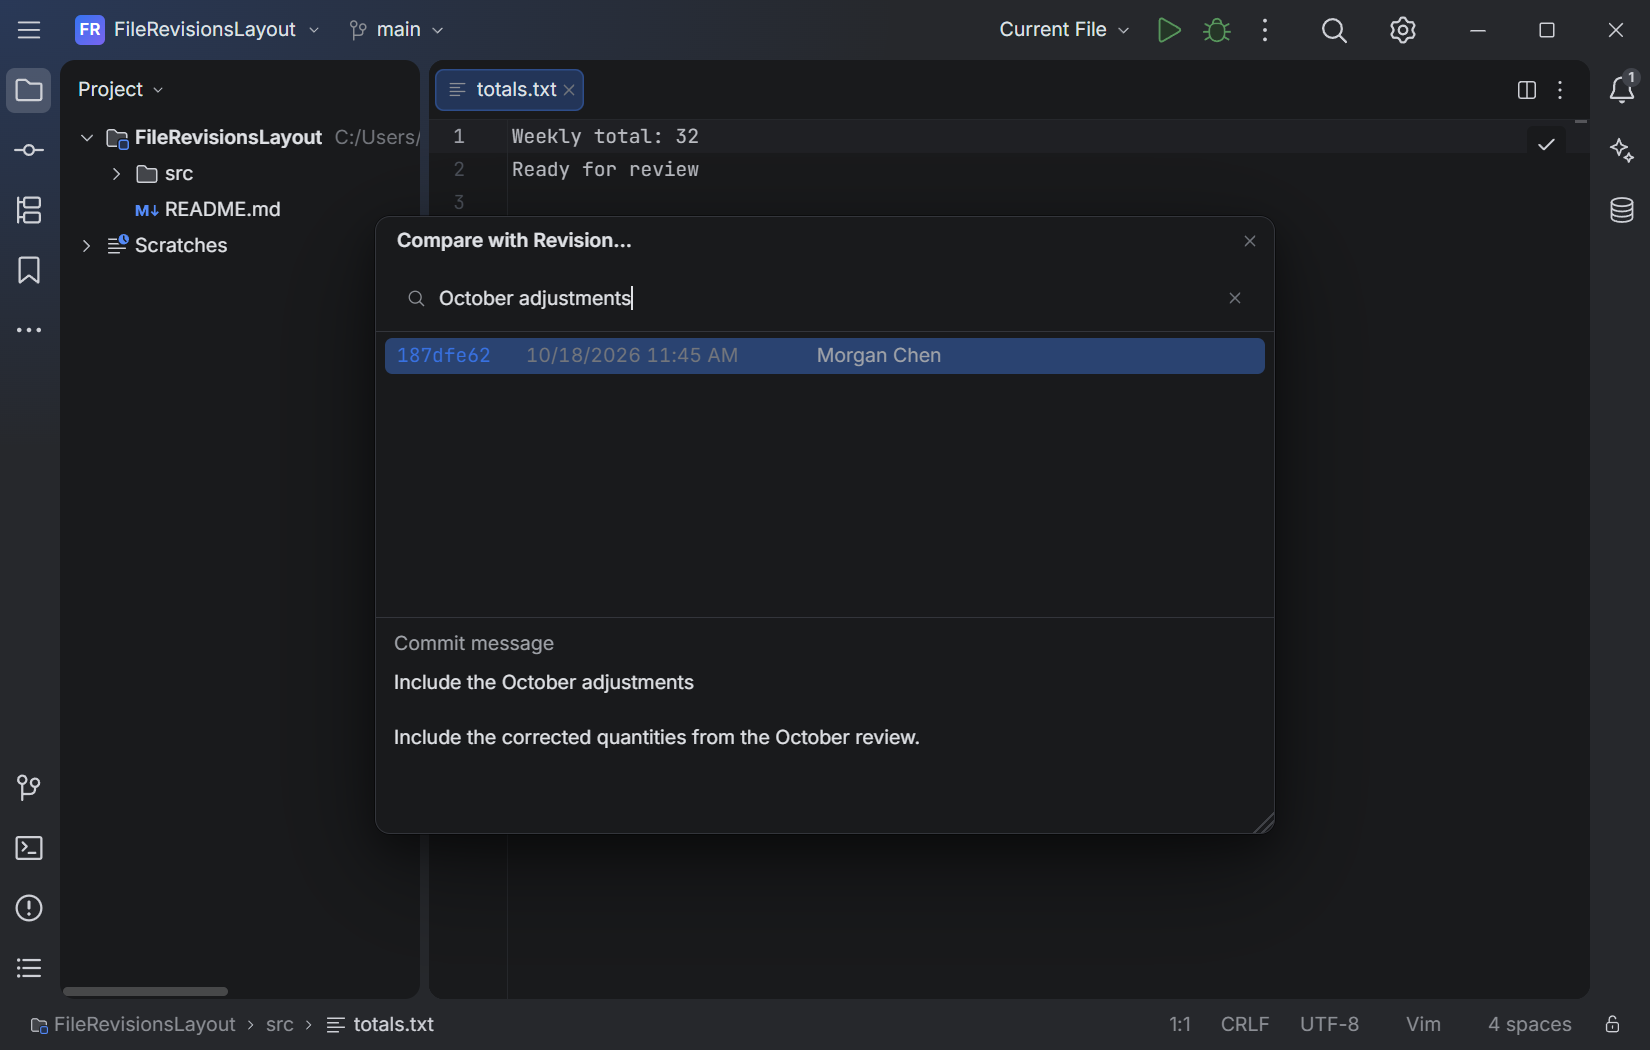 FR FileRevisionsLayout main Current File
Project
totals.txt
1
FileRevisionsLayout C:/Users/
src
M↓ README.md
Scratches
1 Weekly total: 32
2 Ready for review
3
Compare with Revision...
October adjustments
187dfe62 10/18/2026 11:45 AM Morgan Chen
Commit message
Include the October adjustments
Include the corrected quantities from the October review.
FileRevisionsLayout › src › totals.txt 1:1 CRLF UTF-8 Vim 4 spaces